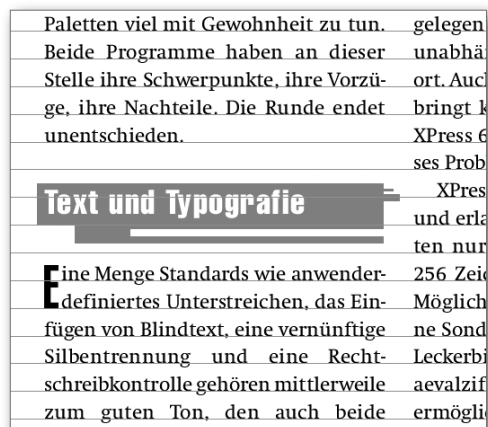 Paletten viel mit Gewohnheit zu tun.
Beide Programme haben an dieser
Stelle ihre Schwerpunkte, ihre Vorzü-
ge, ihre Nachteile. Die Runde endet
unentschieden.
Text und Typografie
Eine Menge Standards wie anwender-
definiertes Unterstreichen, das Ein-
fügen von Blindtext, eine vernünftige
Silbentrennung und eine Recht-
schreibkontrolle gehören mittlerweile
zum guten Ton, den auch beide
gelegen
unabhä
ort. Auc
bringt
XPress 6
ses Prob
XPres
und erla
ten nur
256 Zei
Möglich
ne Sond
Leckerbi
aevalzif
ermögli